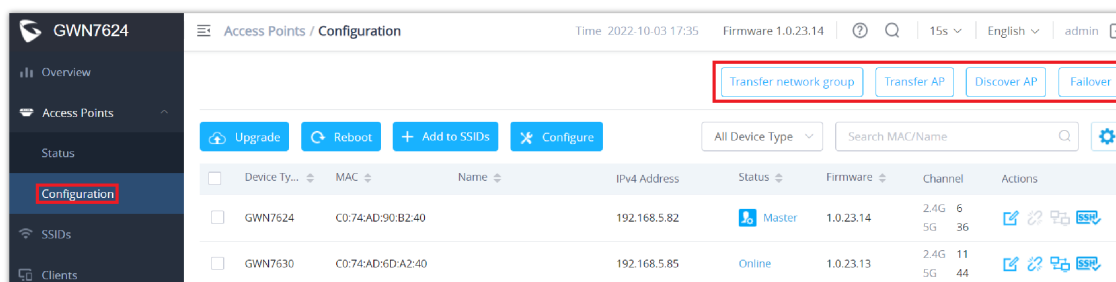 GWN7624
Access Points / Configuration
Time 2022-10-03 17:35
Firmware 1.0.23.14
15s
English
admin
Overview
Access Points
Status
Configuration
SSIDs
Clients
Transfer network group
Transfer AP
Discover AP
Failover
Upgrade
Reboot
+ Add to SSIDs
Configure
All Device Type
Search MAC/Name
Device Ty... MAC Name IPv4 Address Status Firmware Channel Actions
GWN7624 C0:74:AD:90:B2:40 192.168.5.82 Master 1.0.23.14 2.4G 6
5G 36
SSH
GWN7630 C0:74:AD:6D:A2:40 192.168.5.85 Online 1.0.23.13 2.4G 11
5G 44
SSH